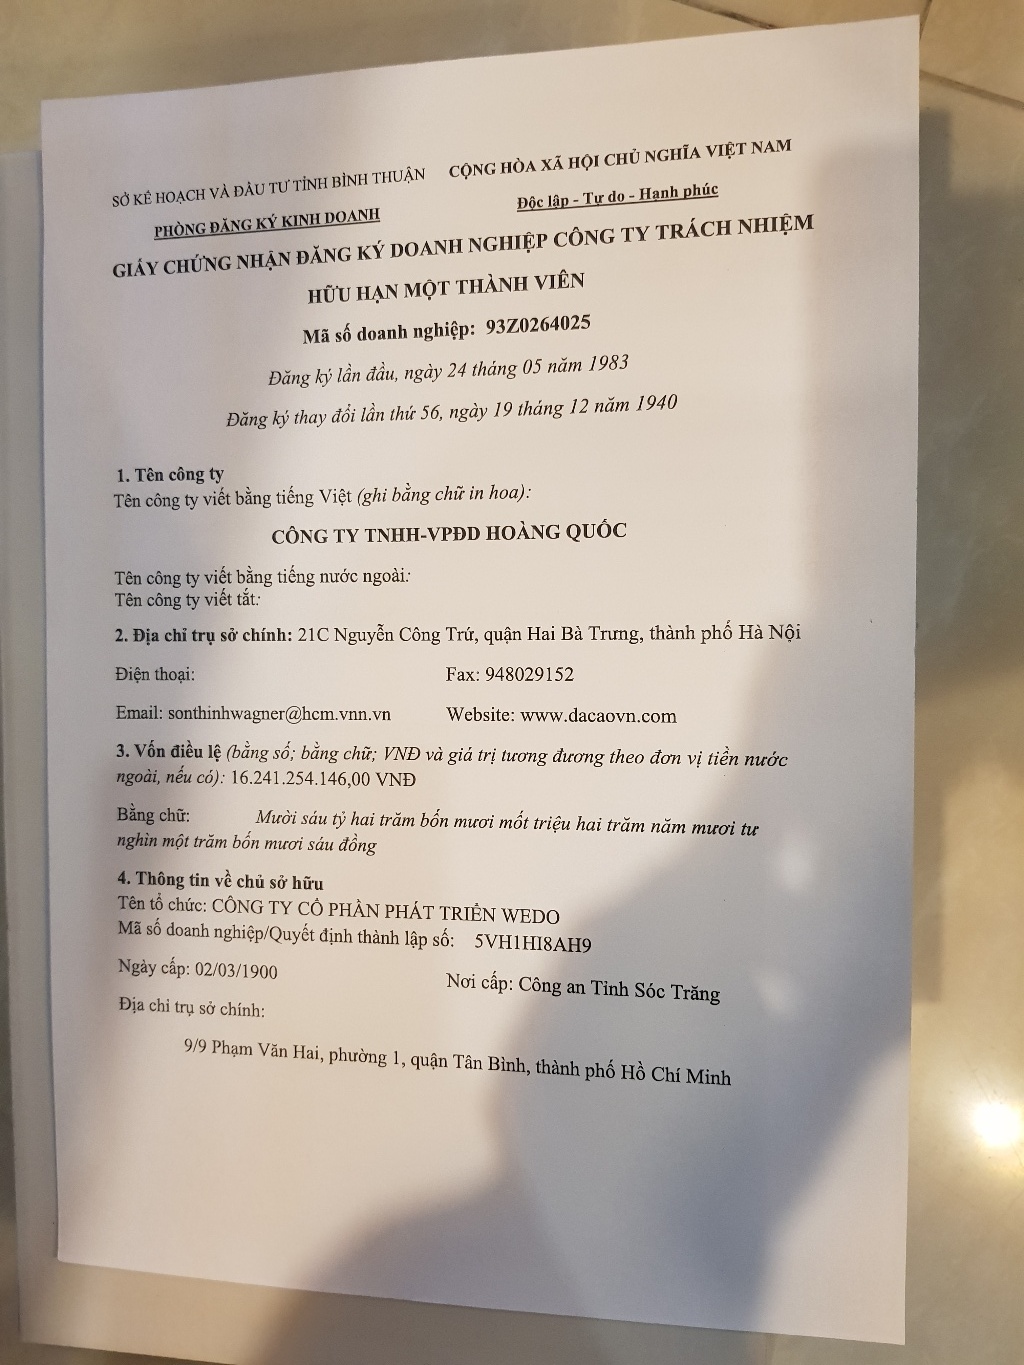 SỞ KẾ HOẠCH VÀ ĐẦU TƯ TỈNH BÌNH THUẬN
CỘNG HÒA XÃ HỘI CHỦ NGHĨA VIỆT NAM
PHÒNG ĐĂNG KÝ KINH DOANH
Độc lập - Tự do - Hạnh phúc
GIẤY CHỨNG NHẬN ĐĂNG KÝ DOANH NGHIỆP CÔNG TY TRÁCH NHIỆM
HỮU HẠN MỘT THÀNH VIÊN
Mã số doanh nghiệp: 93Z0264025
Đăng ký lần đầu, ngày 24 tháng 05 năm 1983
Đăng ký thay đổi lần thứ 56, ngày 19 tháng 12 năm 1940
1. Tên công ty
Tên công ty viết bằng tiếng Việt (ghi bằng chữ in hoa):
CÔNG TY TNHH-VPĐD HOÀNG QUỐC
Tên công ty viết bằng tiếng nước ngoài:
Tên công ty viết tắt:
2. Địa chỉ trụ sở chính: 21C Nguyễn Công Trứ, quận Hai Bà Trưng, thành phố Hà Nội
Điện thoại: Fax: 948029152
Email: sonthinhwagner@hcm.vnn.vn Website: www.dacaovn.com
3. Vốn điều lệ (bằng số; bằng chữ; VNĐ và giá trị tương đương theo đơn vị tiền nước
ngoài, nếu có): 16.241.254.146,00 VNĐ
Bằng chữ: Mười sáu tỷ hai trăm bốn mươi mốt triệu hai trăm năm mươi tư
nghìn một trăm bốn mươi sáu đồng
4. Thông tin về chủ sở hữu
Tên tổ chức: CÔNG TY CỔ PHẦN PHÁT TRIỂN WEDO
Mã số doanh nghiệp/Quyết định thành lập số: 5VH1HI8AH9
Ngày cấp: 02/03/1900 Nơi cấp: Công an Tỉnh Sóc Trăng
Địa chỉ trụ sở chính:
9/9 Phạm Văn Hai, phường 1, quận Tân Bình, thành phố Hồ Chí Minh